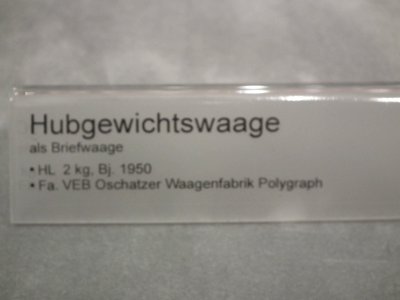 Hubgewichtswaage
als Briefwaage
• HL 2 kg, Bj. 1950
• Fa. VEB Oschatzer Waagenfabrik Polygraph